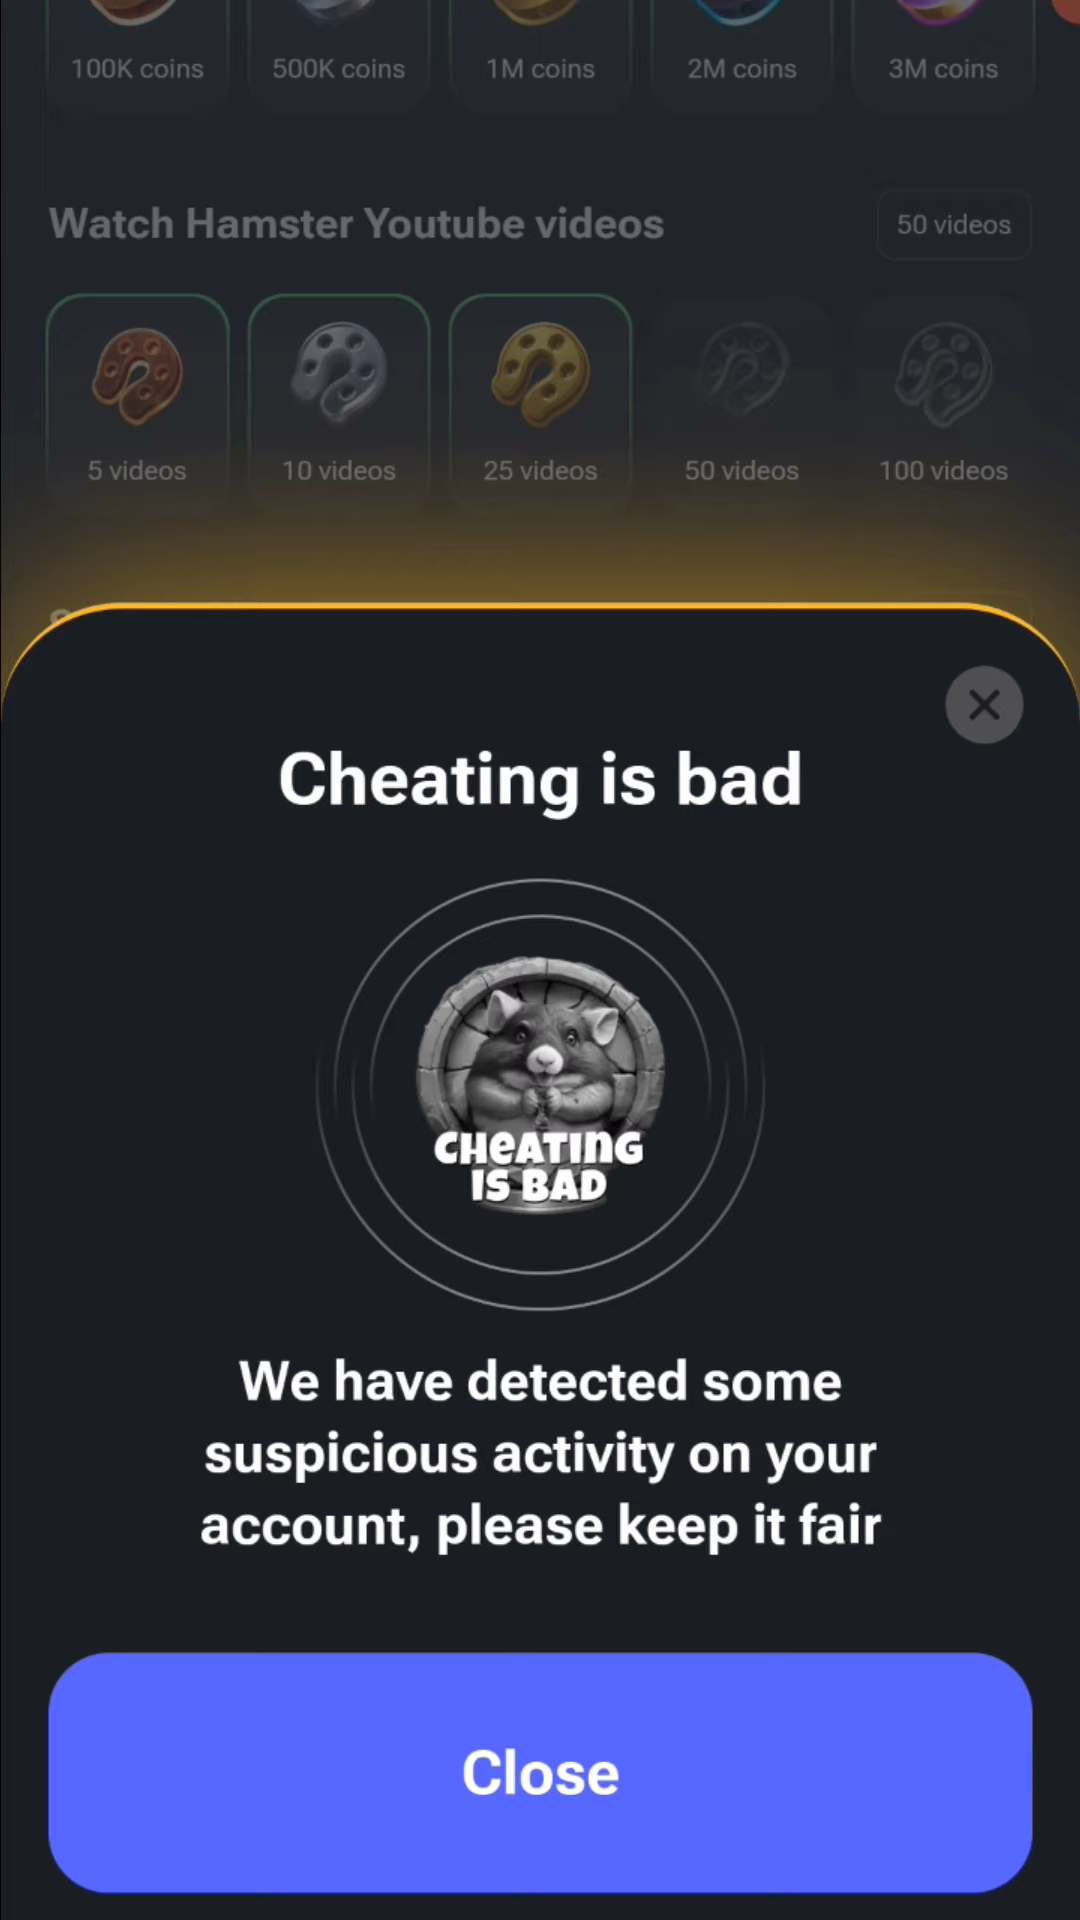 100K coins 500K coins 1M coins 2M coins 3M coins
Watch Hamster Youtube videos 50 videos
5 videos 10 videos 25 videos 50 videos 100 videos
Cheating is bad
CHEATING
IS BAD
We have detected some
suspicious activity on your
account, please keep it fair
Close